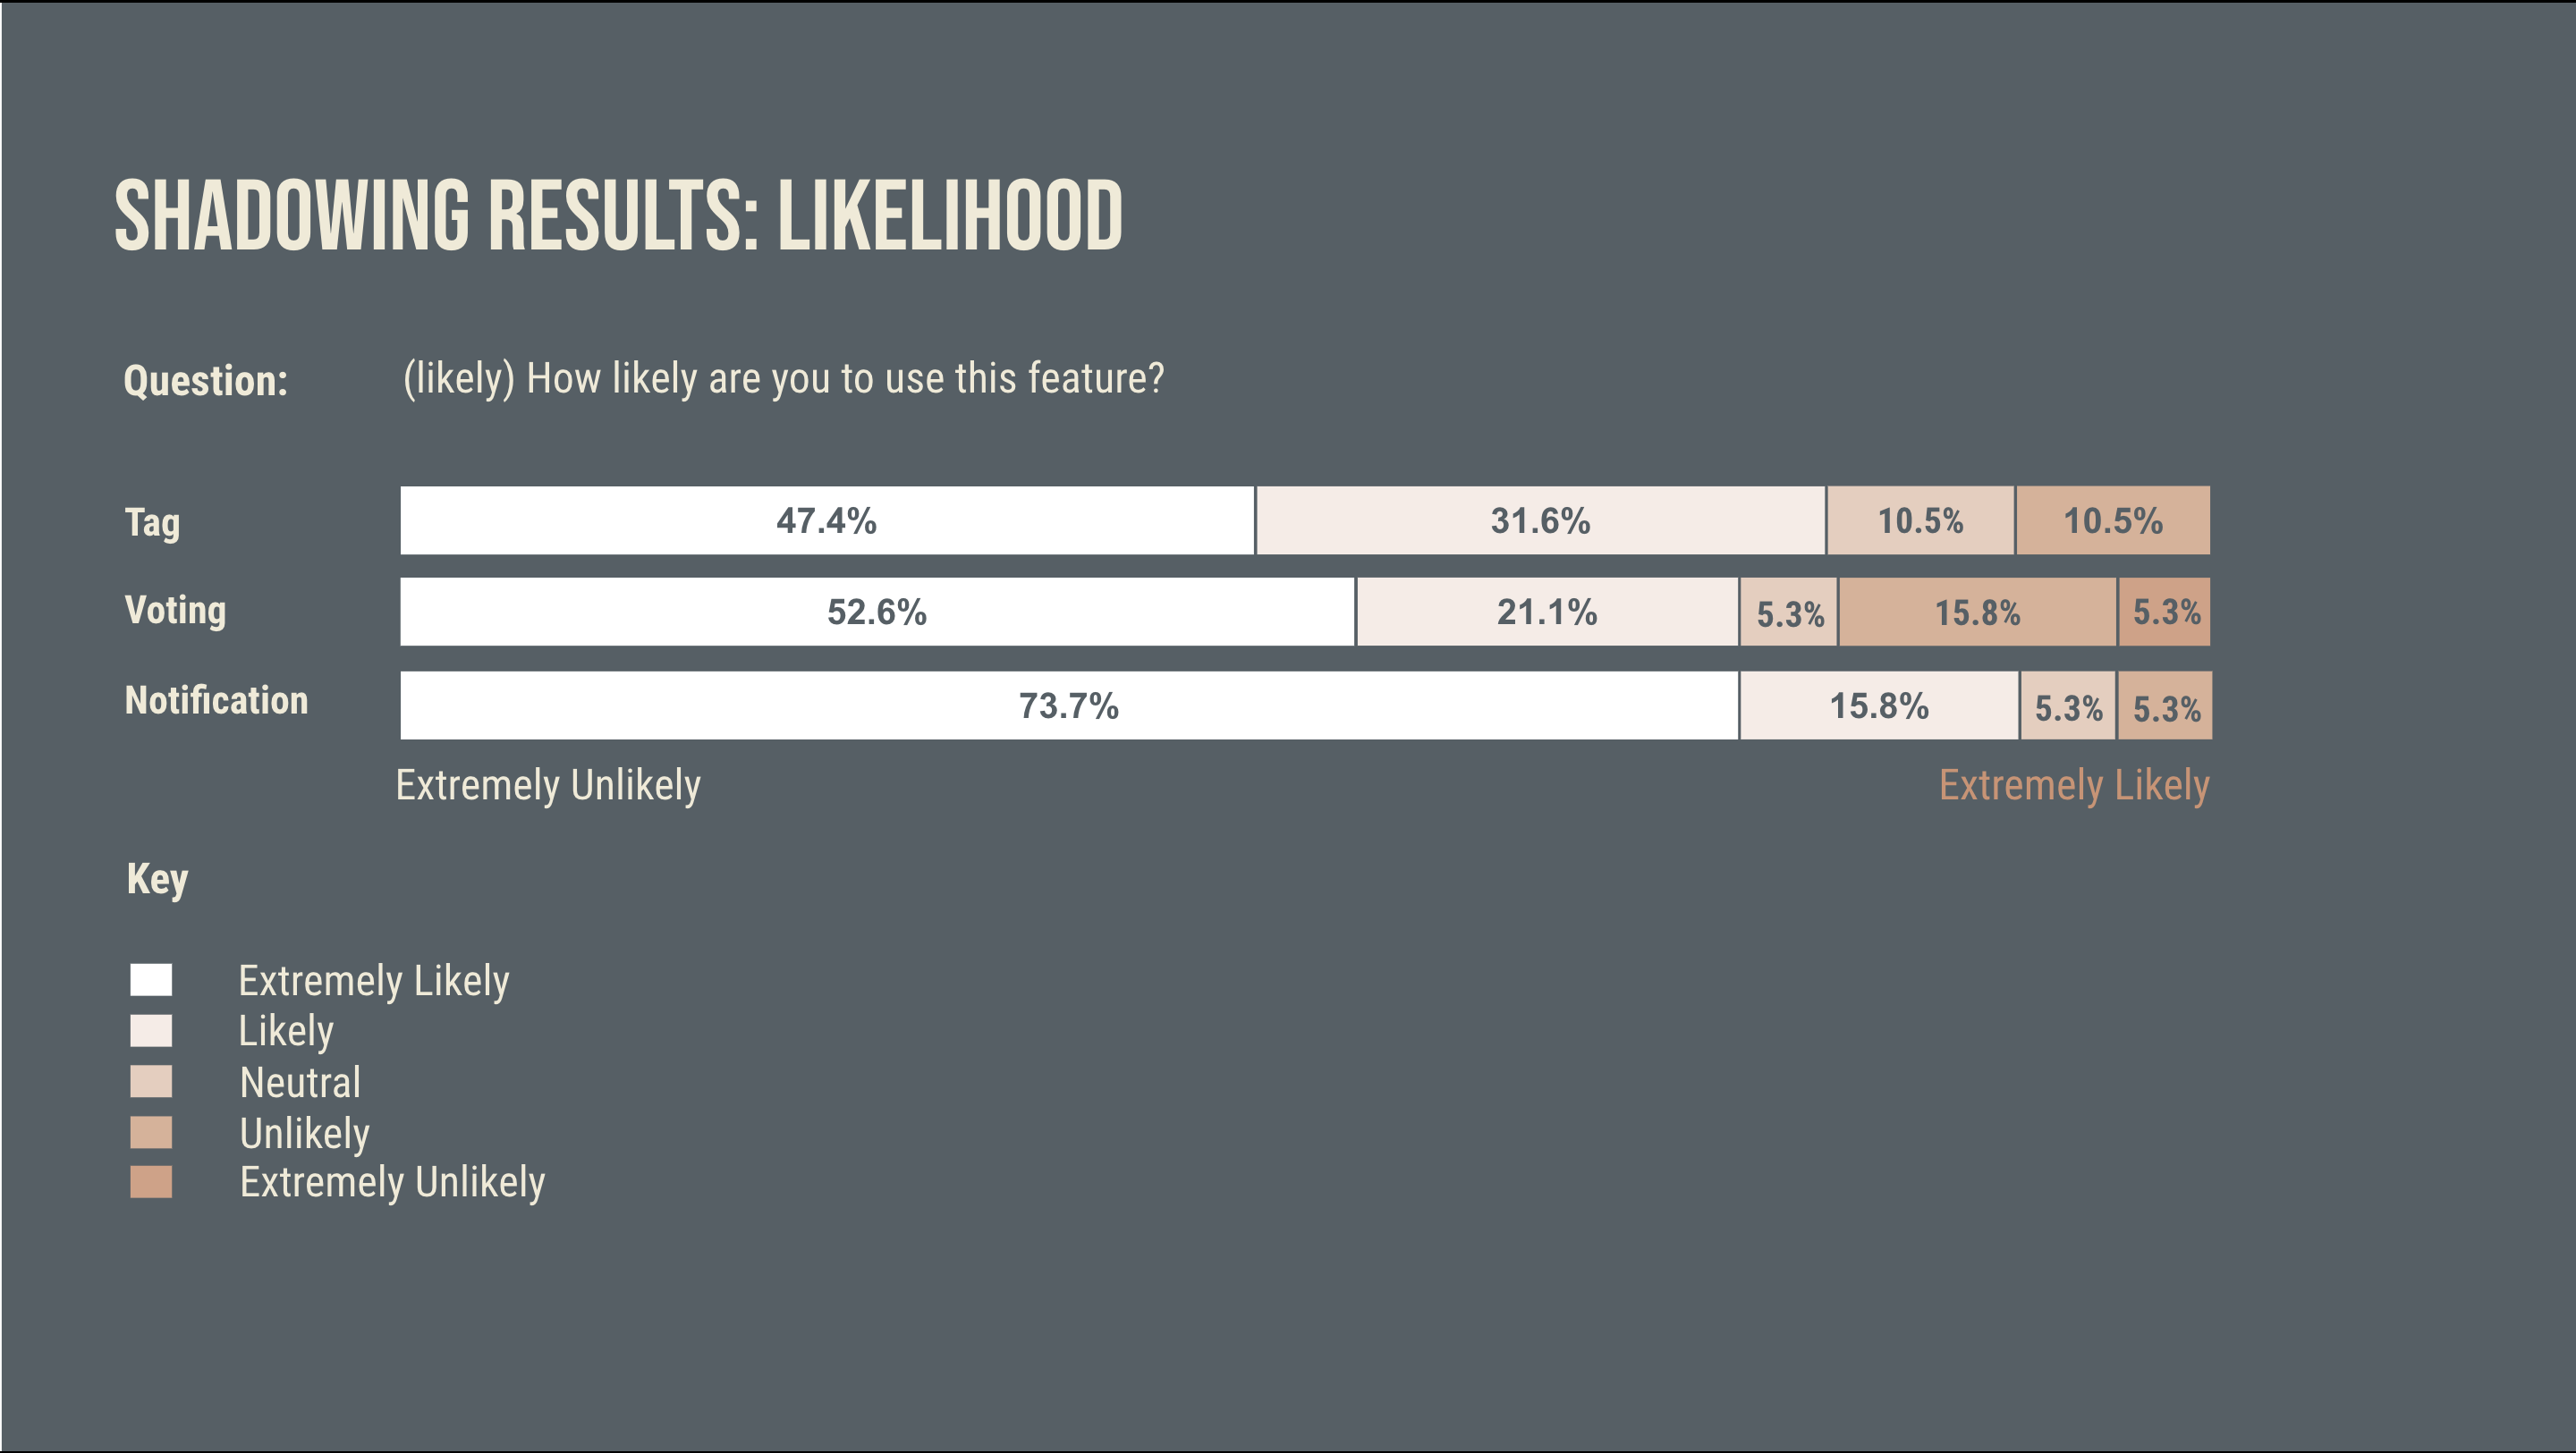 SHADOWING RESULTS: LIKELIHOOD
Question: (likely) How likely are you to use this feature?
Tag 47.4% 31.6% 10.5% 10.5%
Voting 52.6% 21.1% 5.3% 15.8% 5.3%
Notification 73.7% 15.8% 5.3% 5.3%
Extremely Unlikely Extremely Likely
Key
Extremely Likely
Likely
Neutral
Unlikely
Extremely Unlikely